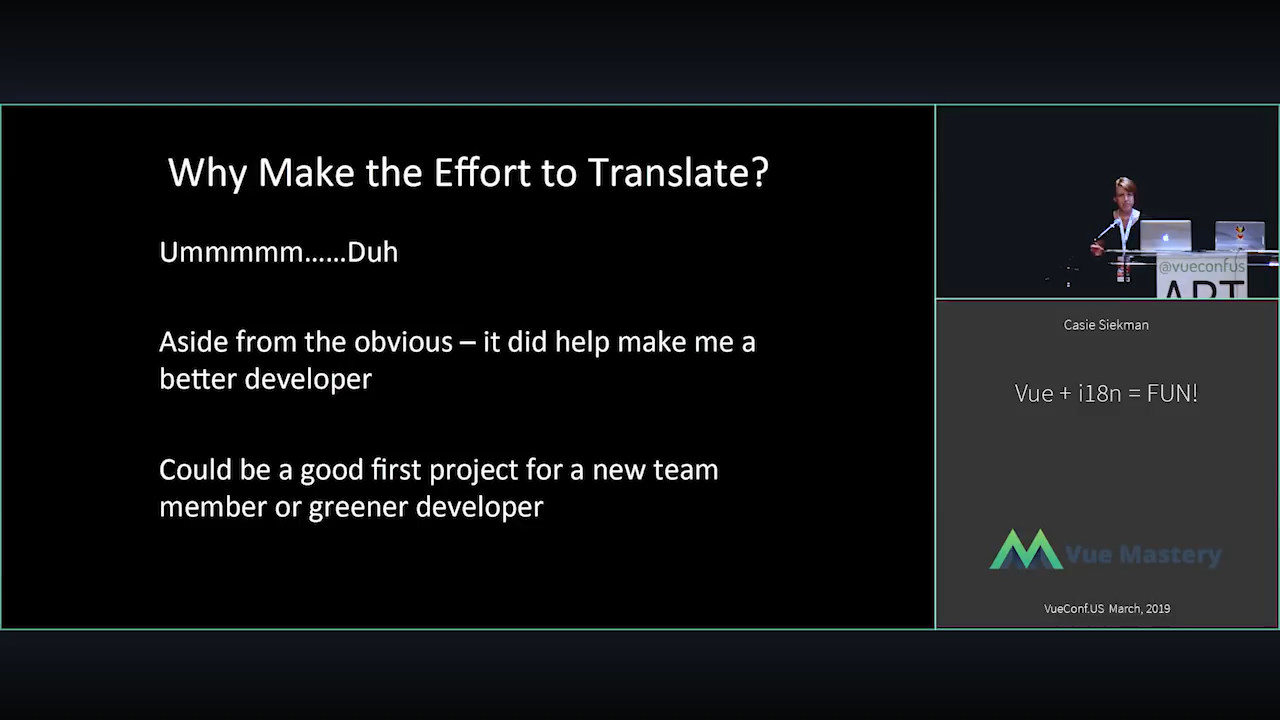 Why Make the Effort to Translate?
Ummmmm......Duh
Aside from the obvious – it did help make me a
better developer
Could be a good first project for a new team
member or greener developer
@vueconfus
ART
Casie Siekman
Vue + i18n = FUN!
Vue Mastery
VueConf.US March, 2019